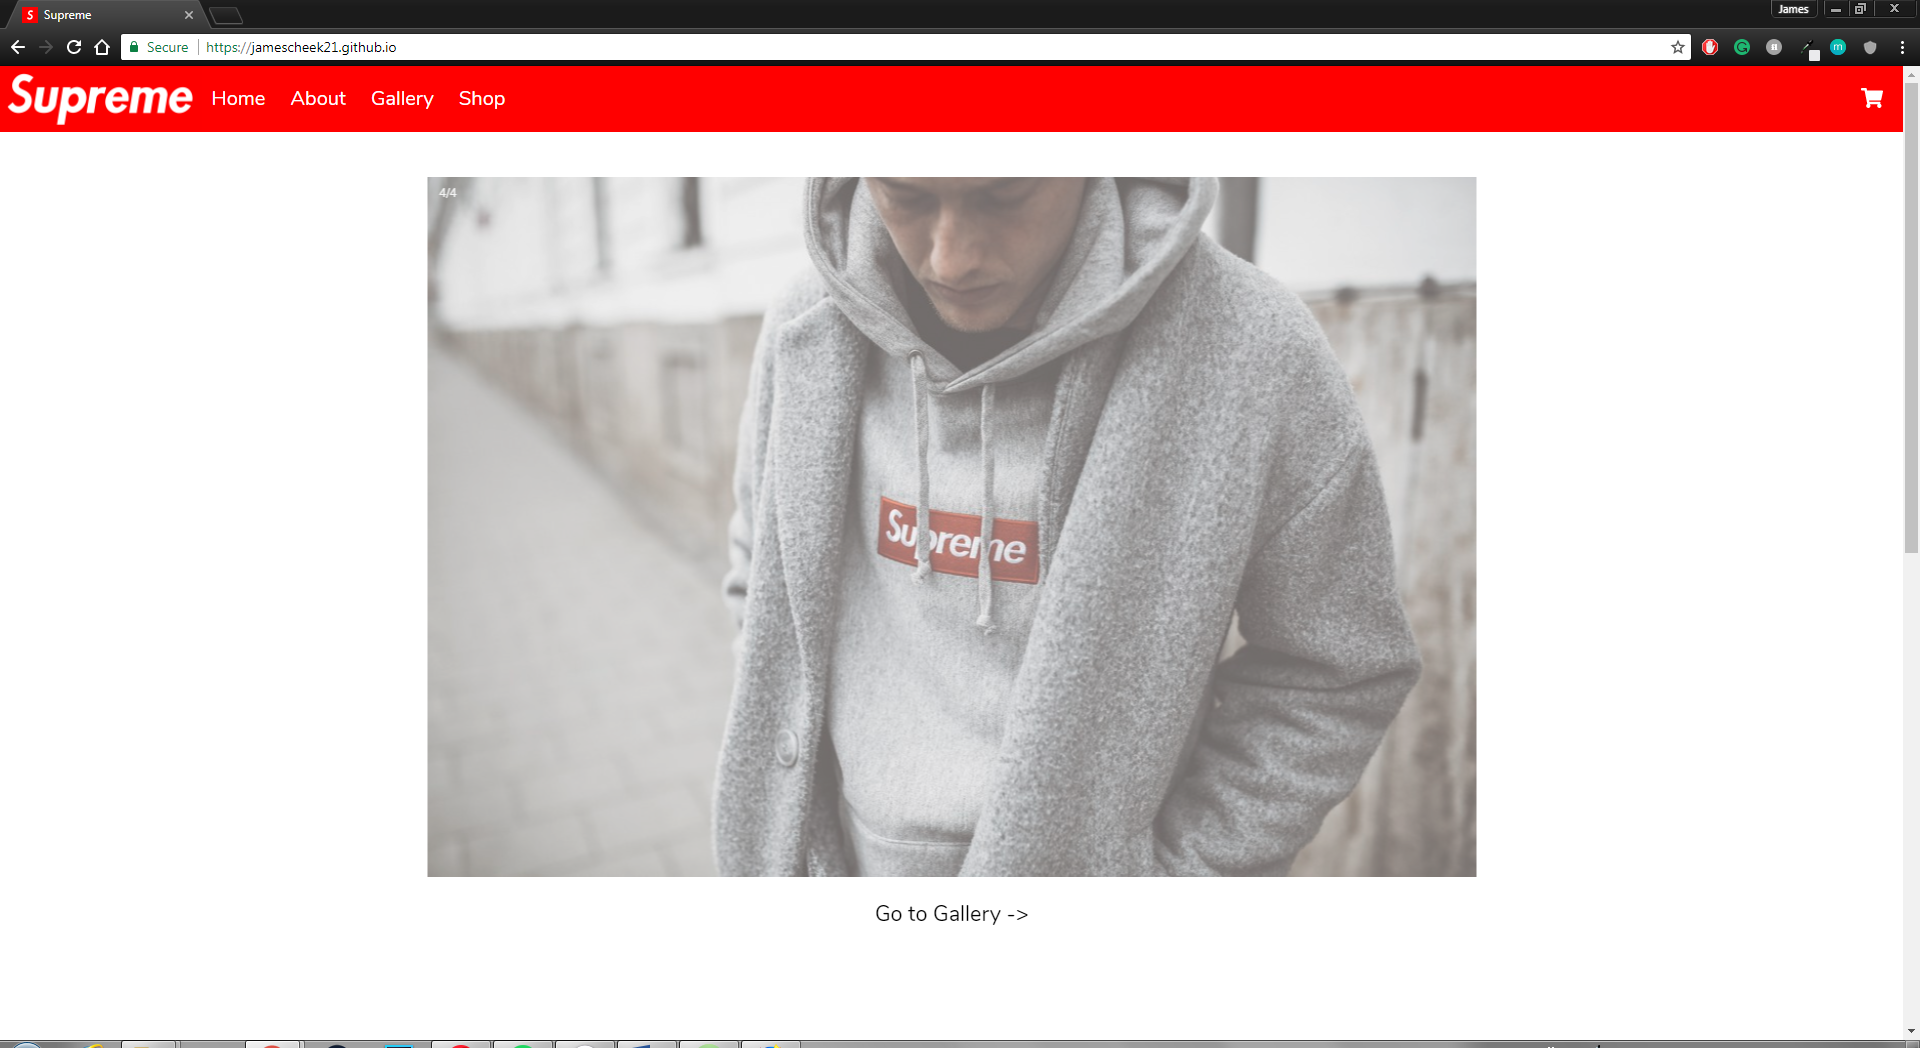 Supreme
James
Secure
https://jamescheek21.github.io
Supreme
Home
About
Gallery
Shop
4/4
Supreme
Go to Gallery ->